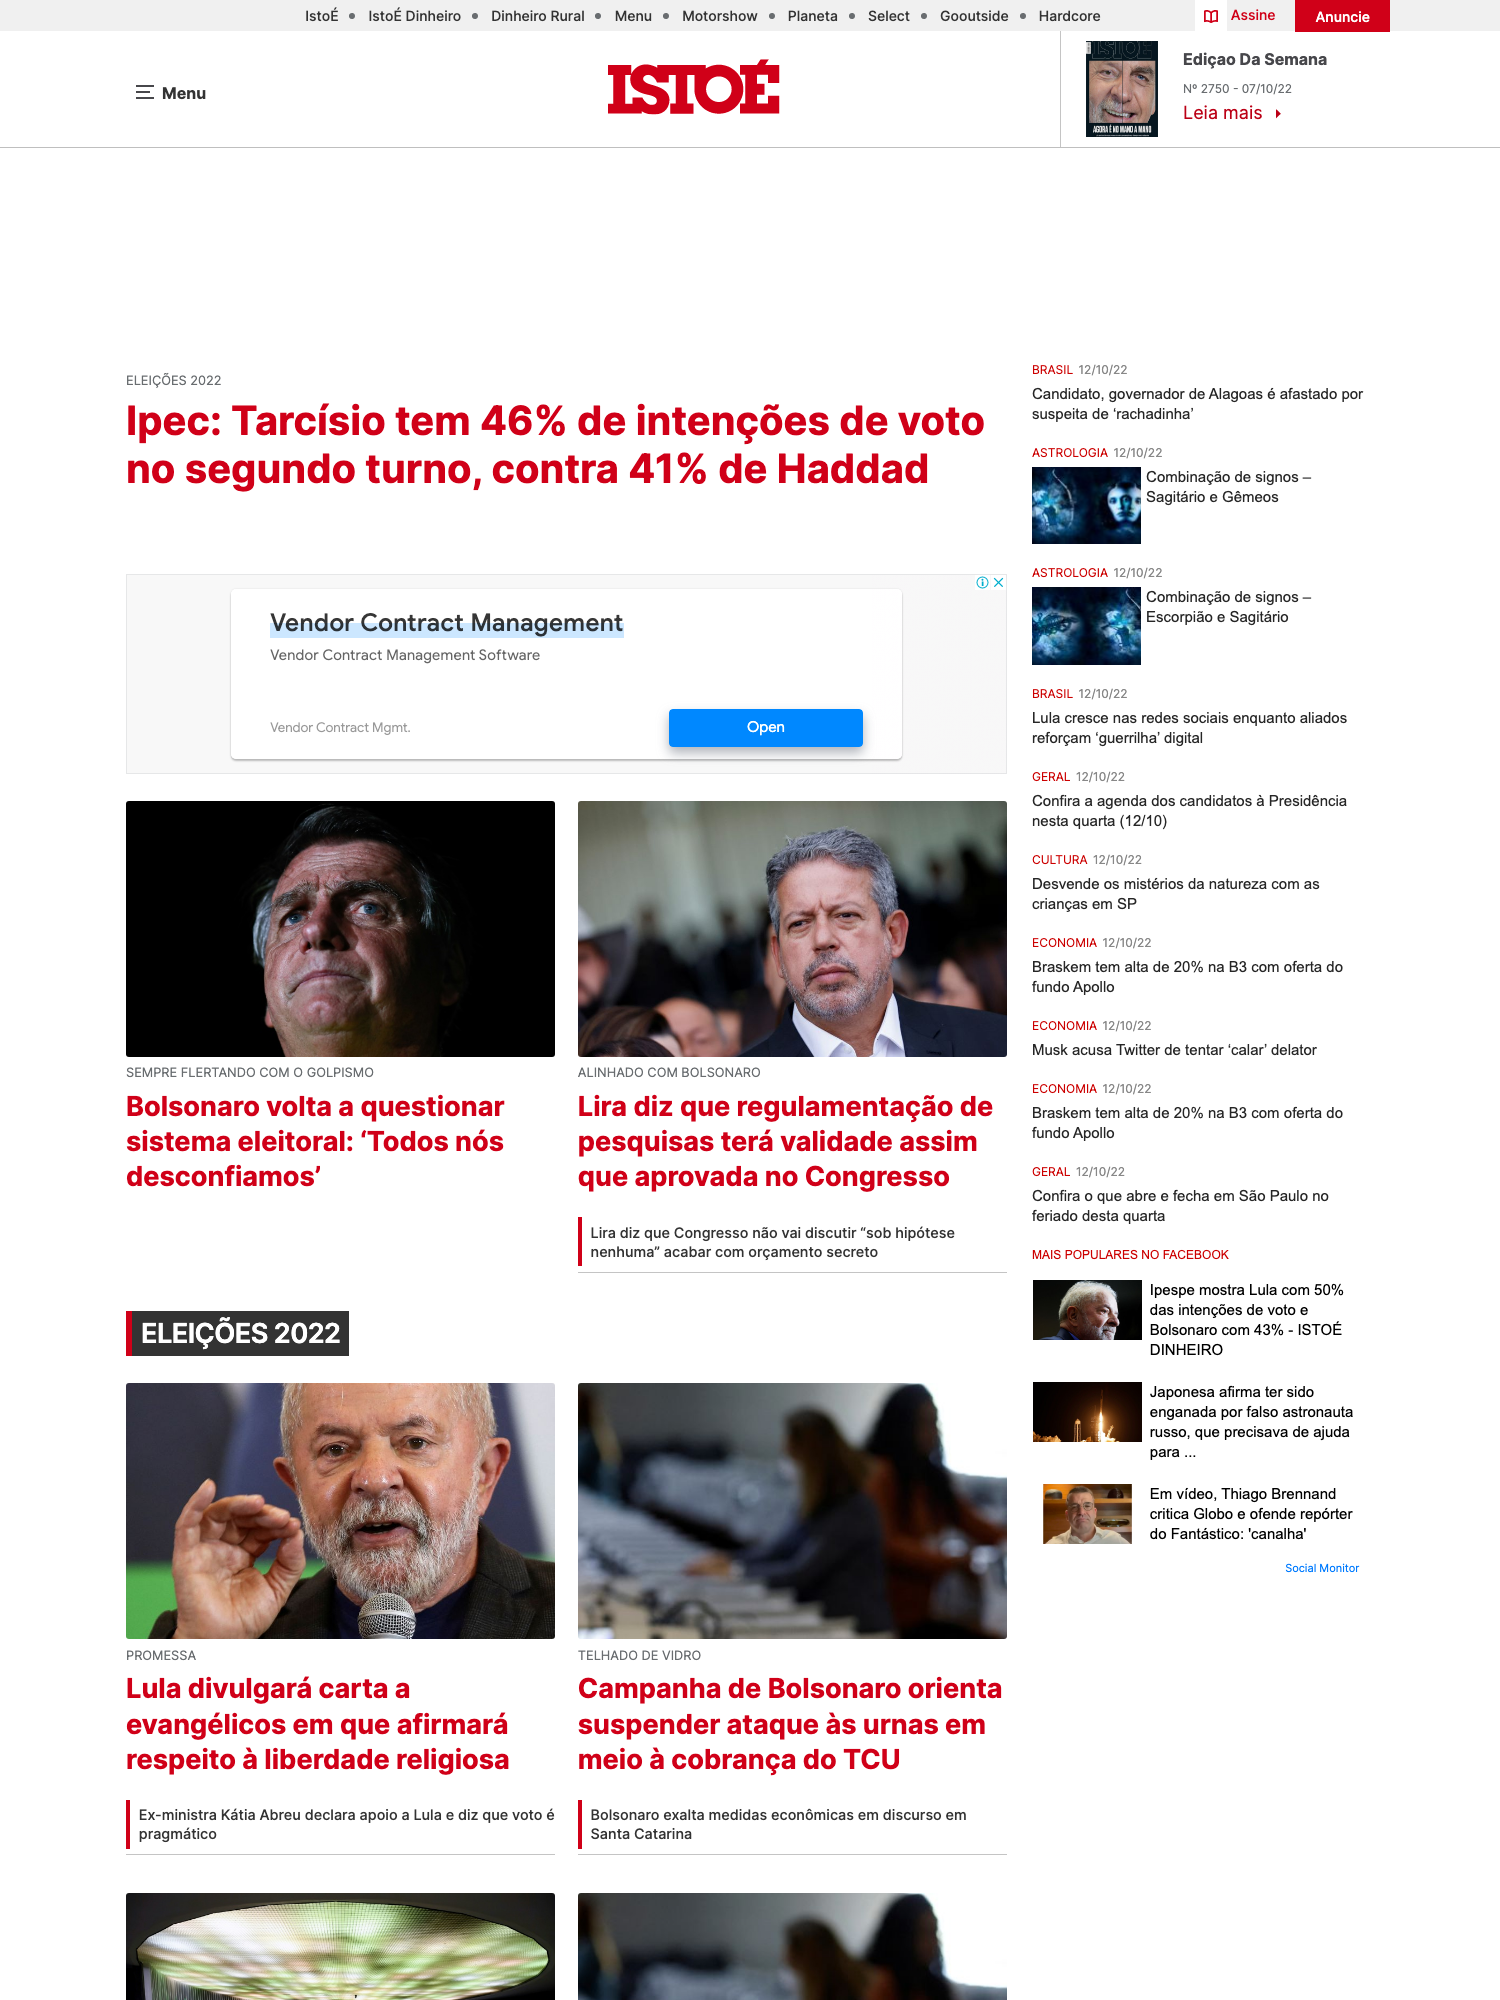 IstoÉ • IstoÉ Dinheiro • Dinheiro Rural • Menu • Motorshow • Planeta • Select • Gooutside • Hardcore
Assine
Anuncie
Menu
ISTOÉ
ISTOÉ
AGORA É NO MANO A MANO
Ediçao Da Semana
Nº 2750 - 07/10/22
Leia mais
ELEIÇÕES 2022
Ipec: Tarcísio tem 46% de intenções de voto
no segundo turno, contra 41% de Haddad
Vendor Contract Management
Vendor Contract Management Software
Vendor Contract Mgmt.
Open
SEMPRE FLERTANDO COM O GOLPISMO
Bolsonaro volta a questionar
sistema eleitoral: ‘Todos nós
desconfiamos’
ALINHADO COM BOLSONARO
Lira diz que regulamentação de
pesquisas terá validade assim
que aprovada no Congresso
Lira diz que Congresso não vai discutir “sob hipótese
nenhuma” acabar com orçamento secreto
ELEIÇÕES 2022
PROMESSA
Lula divulgará carta a
evangélicos em que afirmará
respeito à liberdade religiosa
Ex-ministra Kátia Abreu declara apoio a Lula e diz que voto é
pragmático
TELHADO DE VIDRO
Campanha de Bolsonaro orienta
suspender ataque às urnas em
meio à cobrança do TCU
Bolsonaro exalta medidas econômicas em discurso em
Santa Catarina
BRASIL 12/10/22
Candidato, governador de Alagoas é afastado por
suspeita de ‘rachadinha’
ASTROLOGIA 12/10/22
Combinação de signos –
Sagitário e Gêmeos
ASTROLOGIA 12/10/22
Combinação de signos –
Escorpião e Sagitário
BRASIL 12/10/22
Lula cresce nas redes sociais enquanto aliados
reforçam ‘guerrilha’ digital
GERAL 12/10/22
Confira a agenda dos candidatos à Presidência
nesta quarta (12/10)
CULTURA 12/10/22
Desvende os mistérios da natureza com as
crianças em SP
ECONOMIA 12/10/22
Braskem tem alta de 20% na B3 com oferta do
fundo Apollo
ECONOMIA 12/10/22
Musk acusa Twitter de tentar ‘calar’ delator
ECONOMIA 12/10/22
Braskem tem alta de 20% na B3 com oferta do
fundo Apollo
GERAL 12/10/22
Confira o que abre e fecha em São Paulo no
feriado desta quarta
MAIS POPULARES NO FACEBOOK
Ipespe mostra Lula com 50%
das intenções de voto e
Bolsonaro com 43% - ISTOÉ
DINHEIRO
Japonesa afirma ter sido
enganada por falso astronauta
russo, que precisava de ajuda
para ...
Em vídeo, Thiago Brennand
critica Globo e ofende repórter
do Fantástico: 'canalha'
Social Monitor